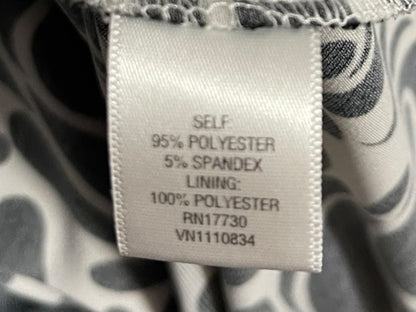 SELF:
95% POLYESTER
5% SPANDEX
LINING:
100% POLYESTER
RN17730
VN1110834